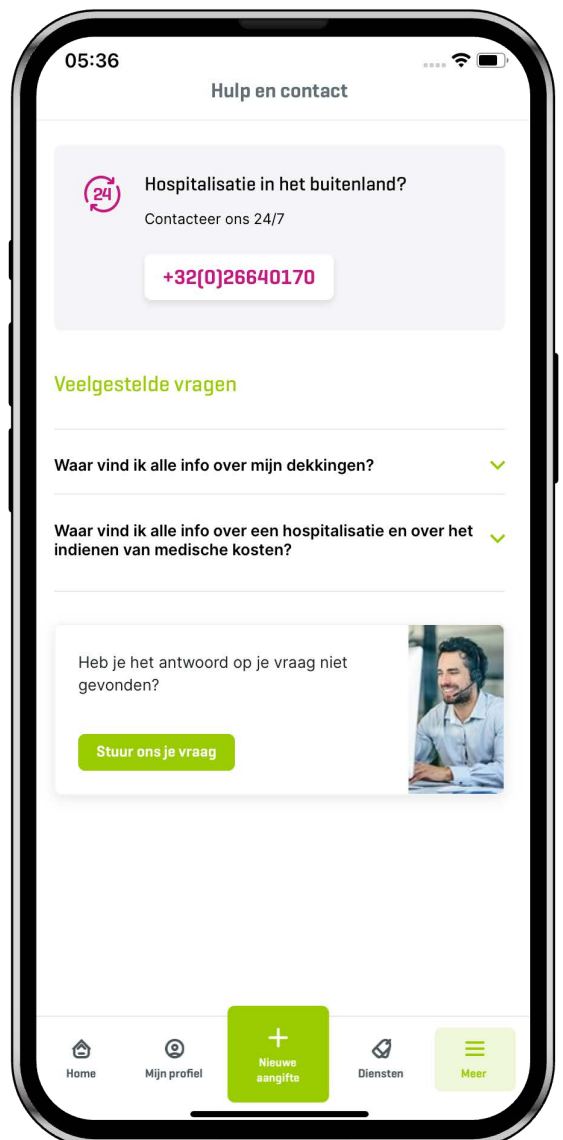 05:36
Hulp en contact
24
Hospitalisatie in het buitenland?
Contacteer ons 24/7
+32(0)26640170
Veelgestelde vragen
Waar vind ik alle info over mijn dekkingen?
Waar vind ik alle info over een hospitalisatie en over het
indienen van medische kosten?
Heb je het antwoord op je vraag niet
gevonden?
Stuur ons je vraag
Home
Mijn profiel
Nieuwe
aangifte
Diensten
Meer